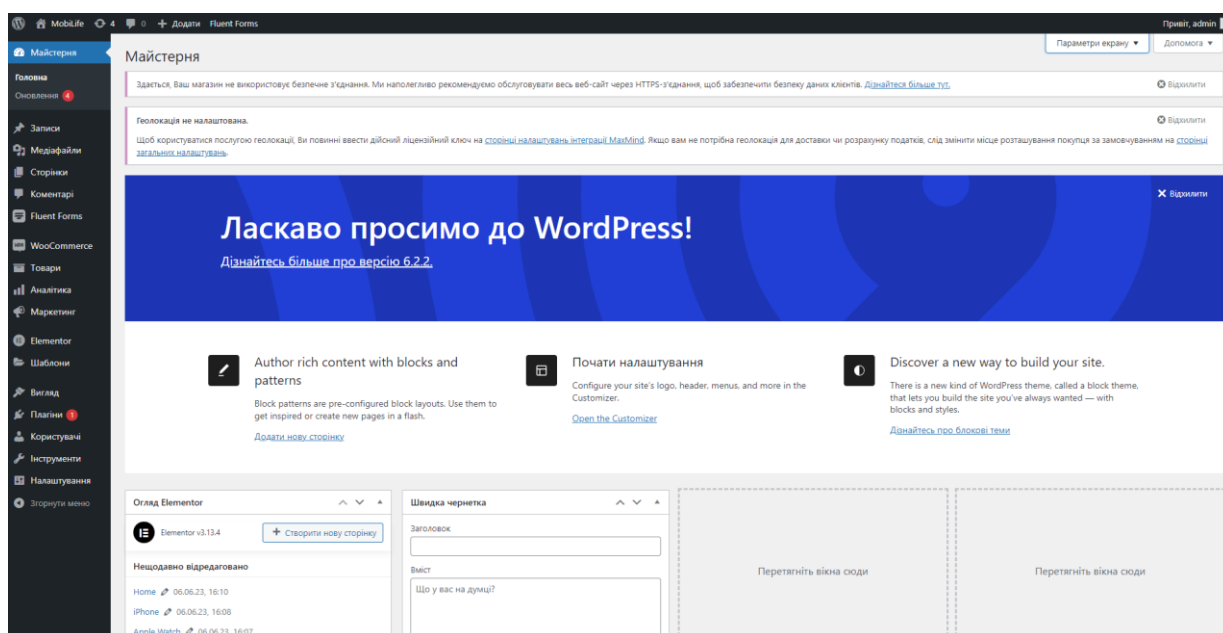 MobiLife 4 0 + Додати Fluent Forms Привіт, admin
Параметри екрану ▼ Допомога ▼
Майстерня
Головна
Оновлення 4
Записи
Медіафайли
Сторінки
Коментарі
Fluent Forms
WooCommerce
Товари
Аналітика
Маркетинг
Elementor
Шаблони
Вигляд
Плагіни 1
Користувачі
Інструменти
Налаштування
Згорнути меню
Майстерня
Здається, Ваш магазин не використовує безпечне з'єднання. Ми наполегливо рекомендуємо обслуговувати весь веб-сайт через HTTPS-з'єднання, щоб забезпечити безпеку даних клієнтів. Дізнайтеся більше тут.
Відхилити
Геолокація не налаштована.
Відхилити
Щоб користуватися послугою геолокації, Ви повинні ввести дійсний ліцензійний ключ на сторінці налаштувань інтеграції MaxMind. Якщо вам не потрібна геолокація для доставки чи розрахунку податків, слід змінити місце розташування покупця за замовчуванням на сторінці
загальних налаштувань.
Відхилити
Ласкаво просимо до WordPress!
Дізнайтесь більше про версію 6.2.2.
Author rich content with blocks and
patterns
Block patterns are pre-configured block layouts. Use them to
get inspired or create new pages in a flash.
Додати нову сторінку
Почати налаштування
Configure your site's logo, header, menus, and more in the
Customizer.
Open the Customizer
Discover a new way to build your site.
There is a new kind of WordPress theme, called a block theme,
that lets you build the site you've always wanted — with
blocks and styles.
Дізнайтесь про блокові теми
Огляд Elementor
Elementor v3.13.4
+ Створити нову сторінку
Нещодавно відредаговано
Home 06.06.23, 16:10
iPhone 06.06.23, 16:08
Apple Watch 06.06.23, 16:07
Швидка чернетка
Заголовок
Вміст
Що у вас на думці?
Перетягніть вікна сюди
Перетягніть вікна сюди